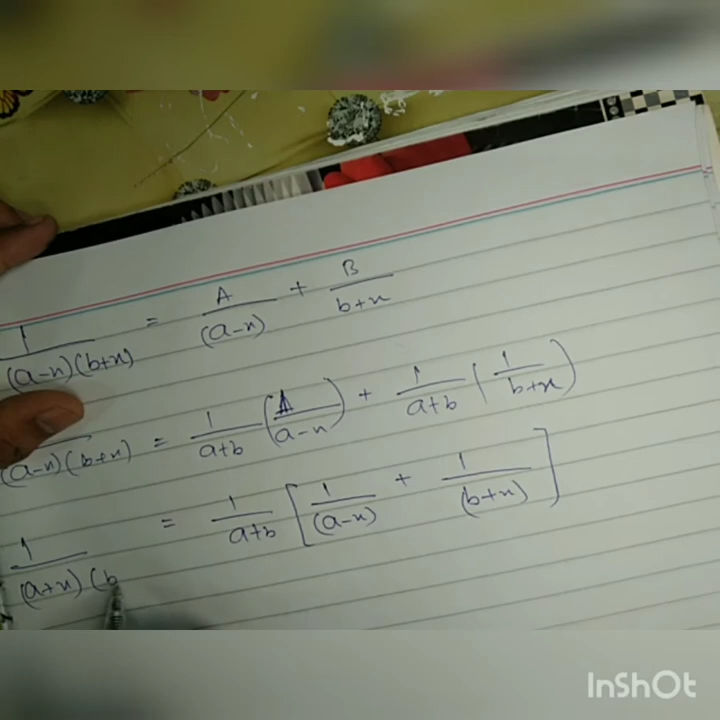 1/(a-x)(b+x) = A/(a-x) + B/b+x
/(a-x)(b+x) = 1/a+b (1/a-x) + 1/a+b (1/b+x)
= 1/a+b [1/(a-x) + 1/(b+x)]
1/(a+x)(b
InShOt